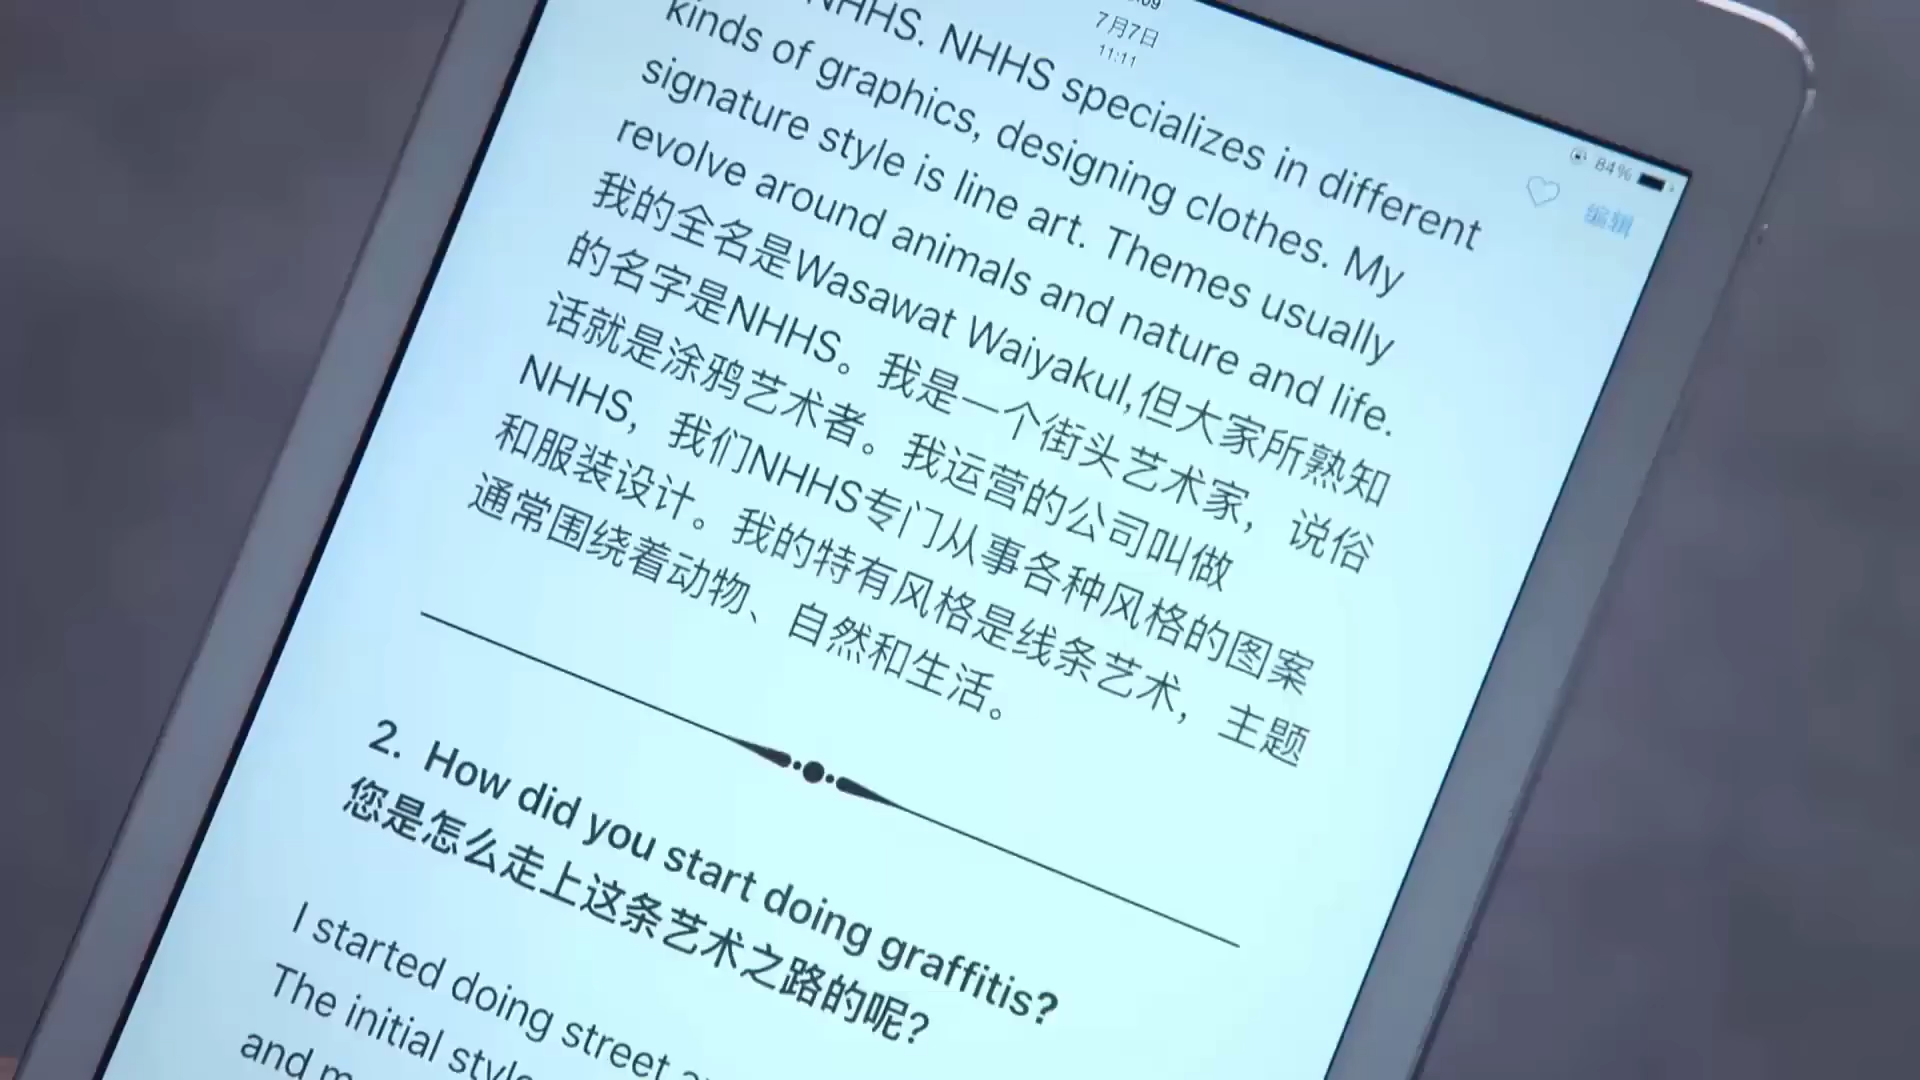 7月7日
11:11
84%
编辑
NHHS. NHHS specializes in different
kinds of graphics, designing clothes. My
signature style is line art. Themes usually
revolve around animals and nature and life.
我的全名是Wasawat Waiyakul,但大家所熟知
的名字是NHHS。我是一个街头艺术家，说俗
话就是涂鸦艺术者。我运营的公司叫做
NHHS，我们NHHS专门从事各种风格的图案
和服装设计。我的特有风格是线条艺术，主题
通常围绕着动物、自然和生活。
2. How did you start doing graffitis?
您是怎么走上这条艺术之路的呢?
I started doing street
The initial style
and